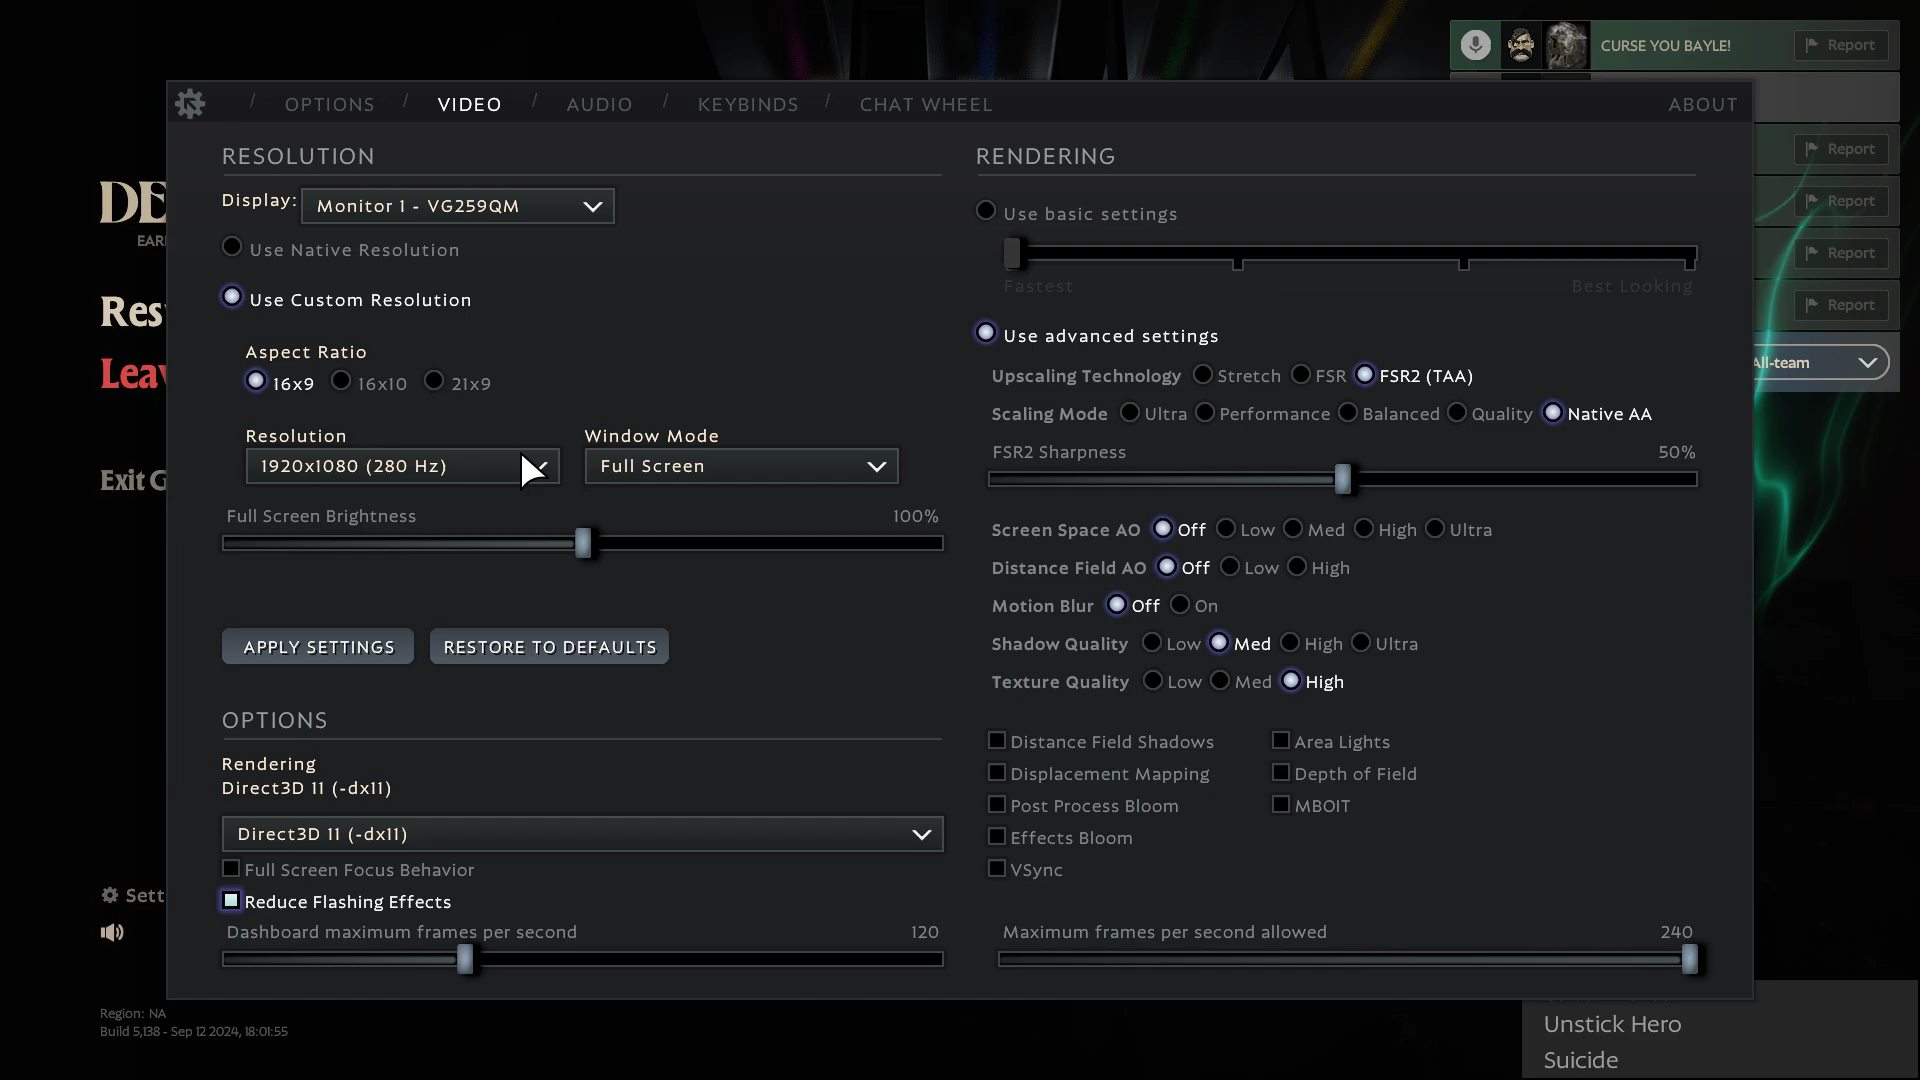 CURSE YOU BAYLE!
Report
/ OPTIONS / VIDEO / AUDIO / KEYBINDS / CHAT WHEEL
ABOUT
Report
Report
Report
Report
All-team
DE
EAR
Res
Leav
Exit G
Sett
RESOLUTION
Display: Monitor 1 - VG259QM
Use Native Resolution
Use Custom Resolution
Aspect Ratio
16x9 16x10 21x9
Resolution Window Mode
1920x1080 (280 Hz) Full Screen
Full Screen Brightness 100%
APPLY SETTINGS RESTORE TO DEFAULTS
OPTIONS
Rendering
Direct3D 11 (-dx11)
Direct3D 11 (-dx11)
Full Screen Focus Behavior
Reduce Flashing Effects
Dashboard maximum frames per second 120
RENDERING
Use basic settings
Fastest Best Looking
Use advanced settings
Upscaling Technology Stretch FSR FSR2 (TAA)
Scaling Mode Ultra Performance Balanced Quality Native AA
FSR2 Sharpness 50%
Screen Space AO Off Low Med High Ultra
Distance Field AO Off Low High
Motion Blur Off On
Shadow Quality Low Med High Ultra
Texture Quality Low Med High
Distance Field Shadows Area Lights
Displacement Mapping Depth of Field
Post Process Bloom MBOIT
Effects Bloom
VSync
Maximum frames per second allowed 240
Region: NA
Build 5,138 - Sep 12 2024, 18:01:55
Unstick Hero
Suicide